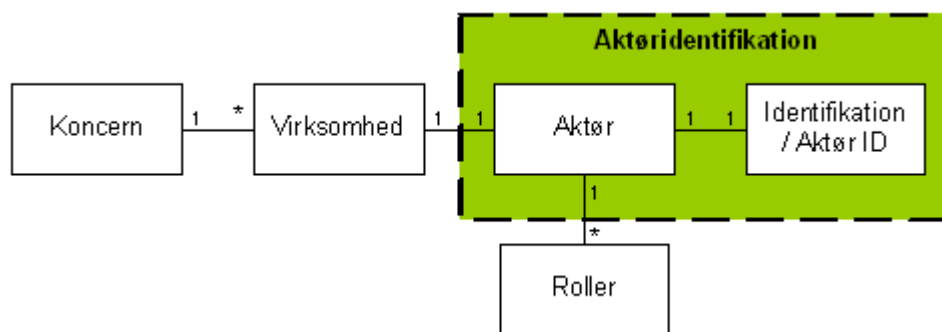 Aktøridentifikation
Koncern
1
*
Virksomhed
1
1
Aktør
1
1
Identifikation
/ Aktør ID
1
*
Roller